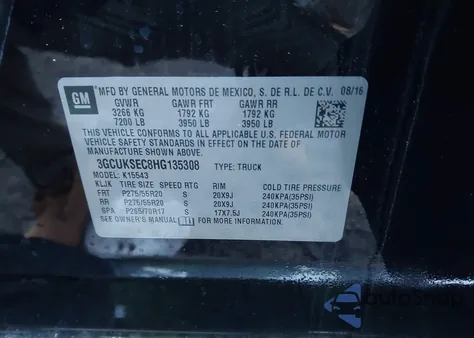 GM
MFD BY GENERAL MOTORS DE MEXICO, S. DE R.L. DE C.V. 08/16
GVWR GAWR FRT GAWR RR
3266 KG 1792 KG 1792 KG
7200 LB 3950 LB 3950 LB
THIS VEHICLE CONFORMS TO ALL APPLICABLE U.S. FEDERAL MOTOR
VEHICLE SAFETY STANDARDS IN EFFECT ON THE DATE OF
MANUFACTURE SHOWN ABOVE.
3GCUKSEC8HG135308 TYPE: TRUCK
MODEL: K15543
KLJK TIRE SIZE SPEED RTG RIM COLD TIRE PRESSURE
FRT P275/55R20 S 20X9J 240KPA(35PSI)
RR P275/55R20 S 20X9J 240KPA(35PSI)
SPA P265/70R17 S 17X7.5J 240KPA(35PSI)
SEE OWNER'S MANUAL FOR ADDITIONAL INFORMATION.